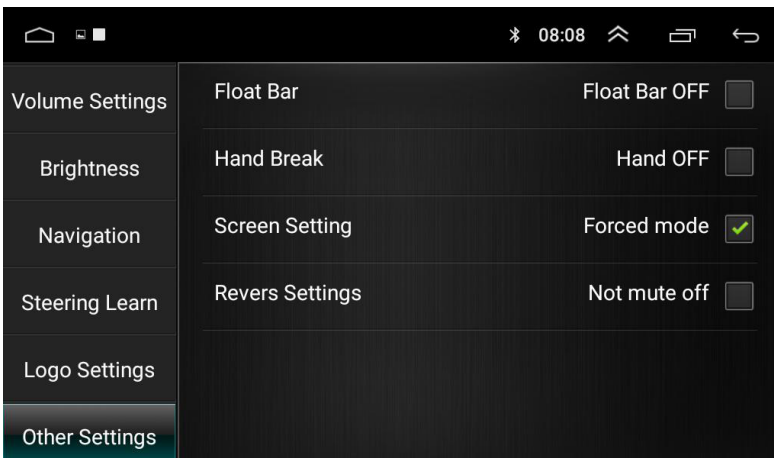 08:08
Volume Settings
Brightness
Navigation
Steering Learn
Logo Settings
Other Settings
Float Bar Float Bar OFF
Hand Break Hand OFF
Screen Setting Forced mode
Revers Settings Not mute off